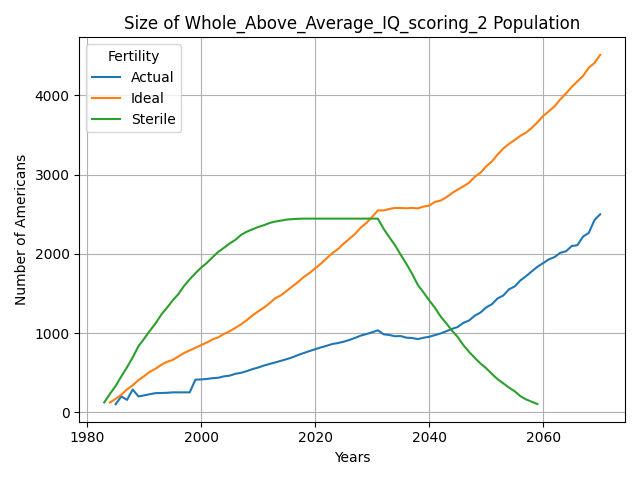 Size of Whole_Above_Average_IQ_scoring_2 Population
Fertility
Actual
Ideal
Sterile
Number of Americans
4000
3000
2000
1000
0
1980
2000
2020
2040
2060
Years